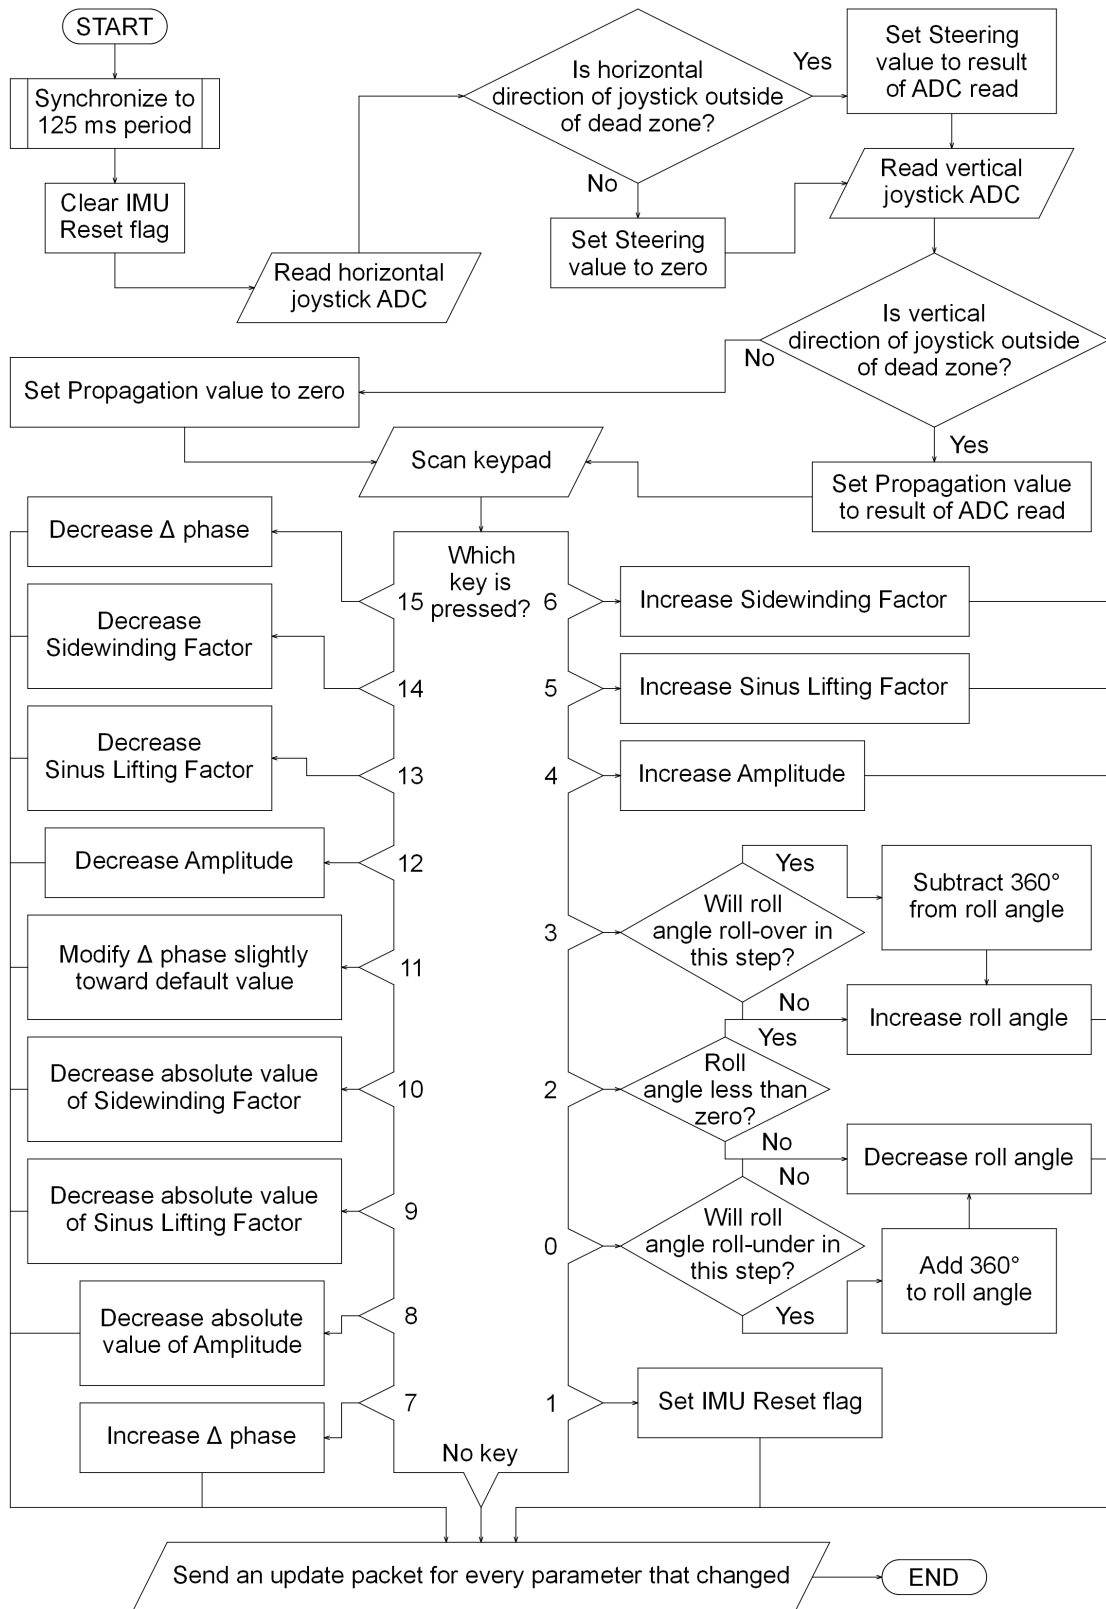 START
Synchronize to
125 ms period
Clear IMU
Reset flag
Read horizontal
joystick ADC
Is horizontal
direction of joystick outside
of dead zone?
Yes
No
Set Steering
value to result
of ADC read
Set Steering
value to zero
Read vertical
joystick ADC
Is vertical
direction of joystick outside
of dead zone?
No
Yes
Set Propagation value to zero
Set Propagation value
to result of ADC read
Scan keypad
Which
key is
pressed?
15
Decrease Δ phase
14
Decrease
Sidewinding Factor
13
Decrease
Sinus Lifting Factor
12
Decrease Amplitude
11
Modify Δ phase slightly
toward default value
10
Decrease absolute value
of Sidewinding Factor
9
Decrease absolute value
of Sinus Lifting Factor
8
Decrease absolute
value of Amplitude
7
Increase Δ phase
6
Increase Sidewinding Factor
5
Increase Sinus Lifting Factor
4
Increase Amplitude
3
Will roll
angle roll-over in
this step?
Yes
Subtract 360°
from roll angle
No
Increase roll angle
Yes
2
Roll
angle less than
zero?
No
Decrease roll angle
No
0
Will roll
angle roll-under in
this step?
Yes
Add 360°
to roll angle
1
Set IMU Reset flag
No key
Send an update packet for every parameter that changed
END